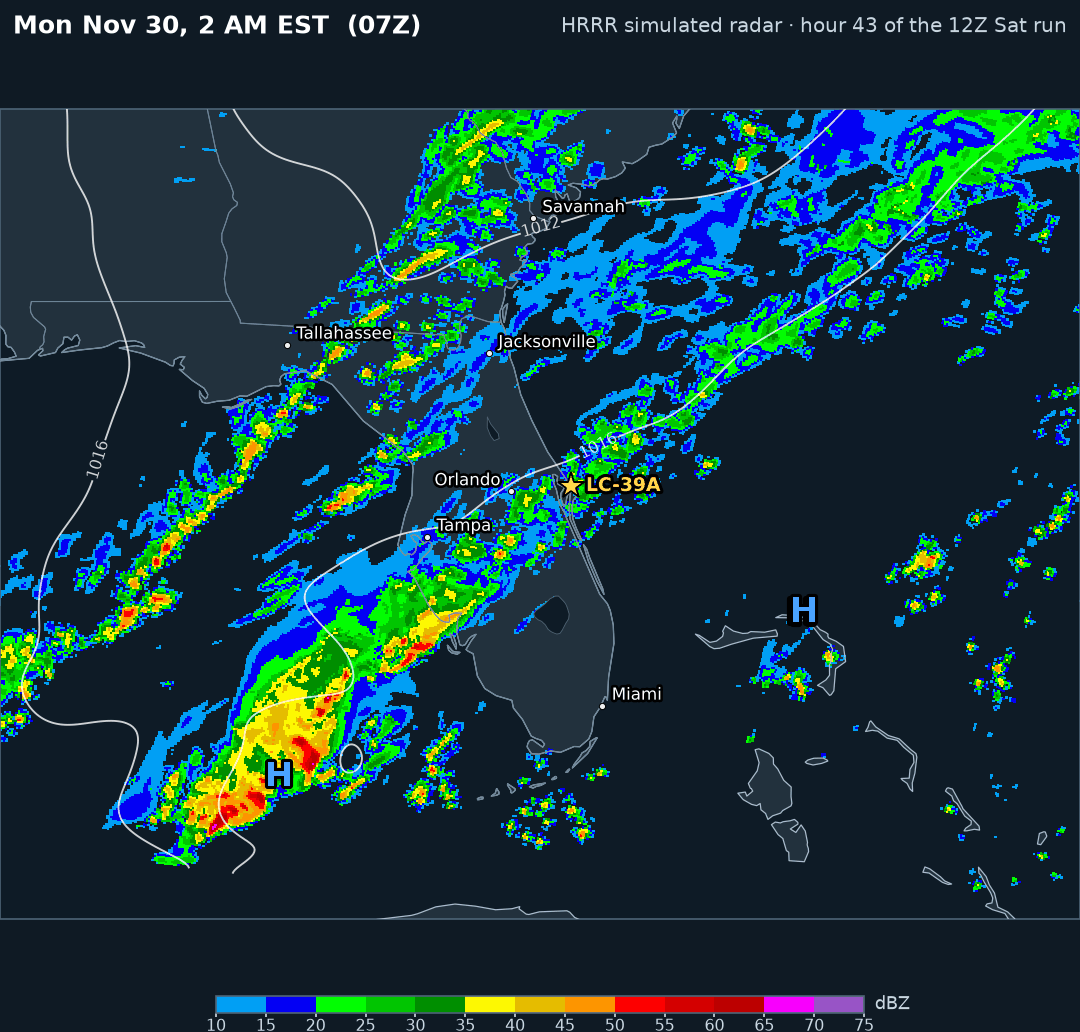 Mon Nov 30, 2 AM EST (07Z)
HRRR simulated radar · hour 43 of the 12Z Sat run
Savannah
1012
Tallahassee
Jacksonville
1016
1016
Orlando
LC-39A
Tampa
H
Miami
H
dBZ
10 15 20 25 30 35 40 45 50 55 60 65 70 75